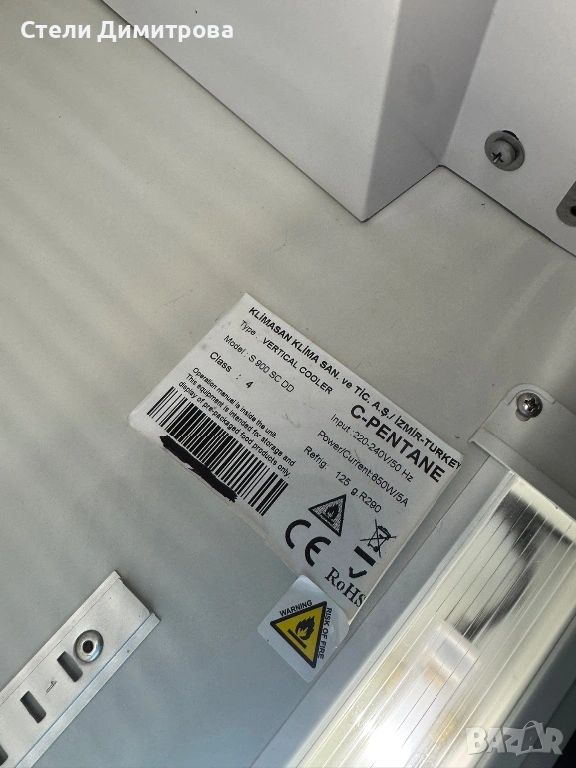 Стели Димитрова
KLİMASAN KLİMA SAN. ve TİC. A.Ş./ İZMİR-TURKEY
Type : VERTICAL COOLER
Model : S 900 SC DD
Class : 4
C-PENTANE
Input :220-240V/50 Hz
Power/Current:650W/5A
Refrig. 125 g R290
Operation manual is inside the unit.
This equipment is intended for storage and
display of pre-packaged food products only.
CE
RoHS
WARNING
RISK OF FIRE
BAZAR